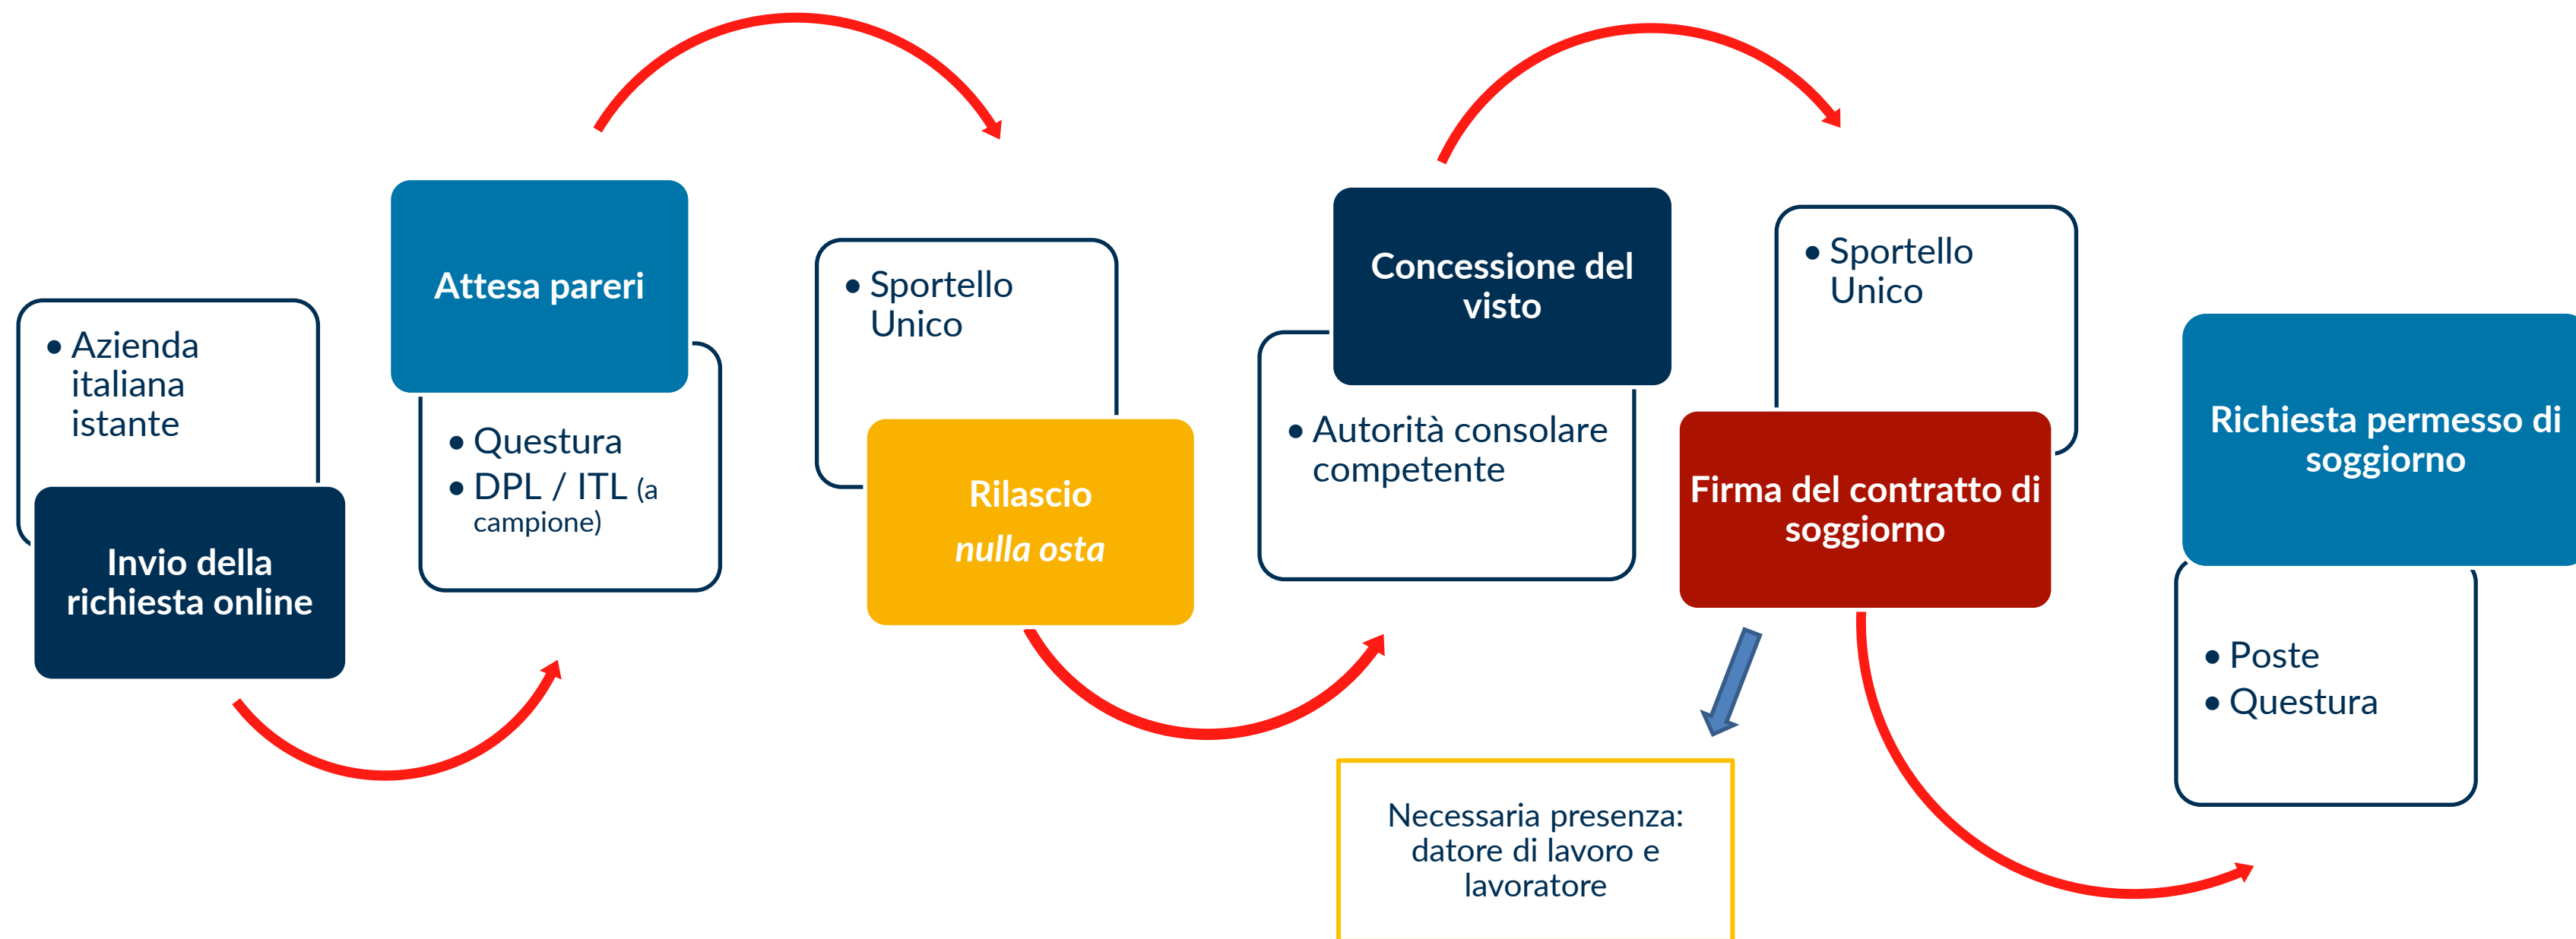 • Azienda
italiana
istante
Invio della
richiesta online
Attesa pareri
• Questura
• DPL / ITL (a
campione)
• Sportello
Unico
Rilascio
nulla osta
Concessione del
visto
• Autorità consolare
competente
• Sportello
Unico
Firma del contratto di
soggiorno
Necessaria presenza:
datore di lavoro e
lavoratore
Richiesta permesso di
soggiorno
• Poste
• Questura